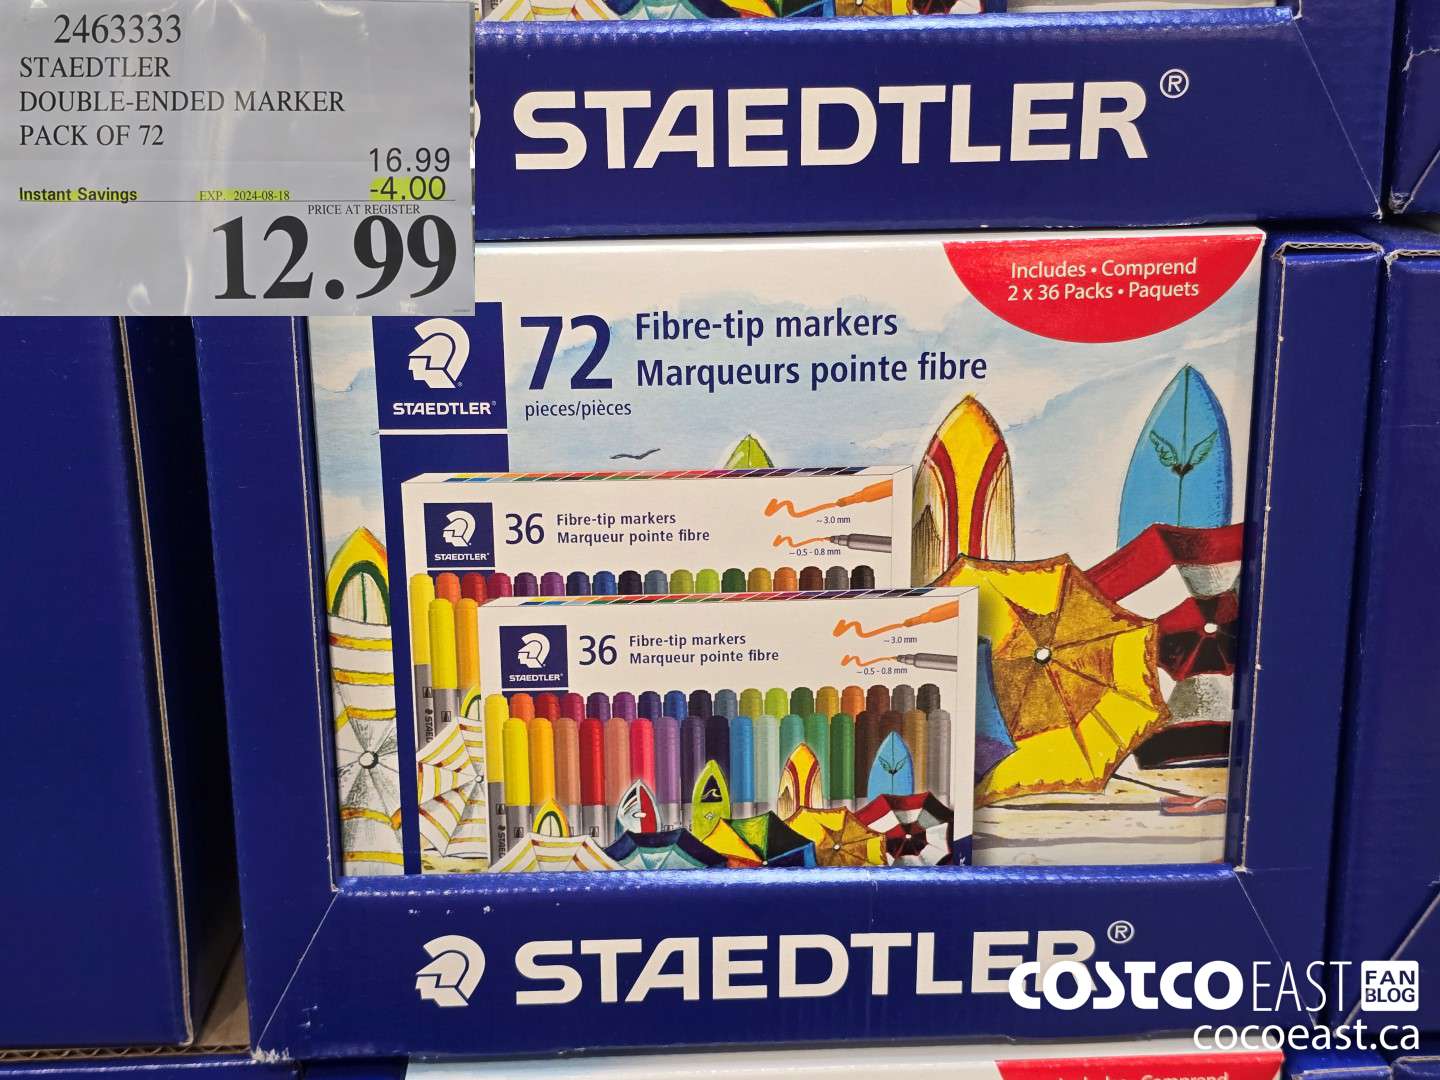 2463333
STAEDTLER
DOUBLE-ENDED MARKER
PACK OF 72
16.99
Instant Savings EXP. 2024-08-18 -4.00
PRICE AT REGISTER
12.99
STAEDTLER®
Includes • Comprend
2 x 36 Packs • Paquets
STAEDTLER®
72 Fibre-tip markers
Marqueurs pointe fibre
pieces/pièces
STAEDTLER®
36 Fibre-tip markers
Marqueur pointe fibre
~3.0 mm
~0.5 - 0.8 mm
STAEDTLER®
36 Fibre-tip markers
Marqueur pointe fibre
~3.0 mm
~0.5 - 0.8 mm
STAEDTLER®
COSTCO EAST FAN BLOG
cocoeast.ca